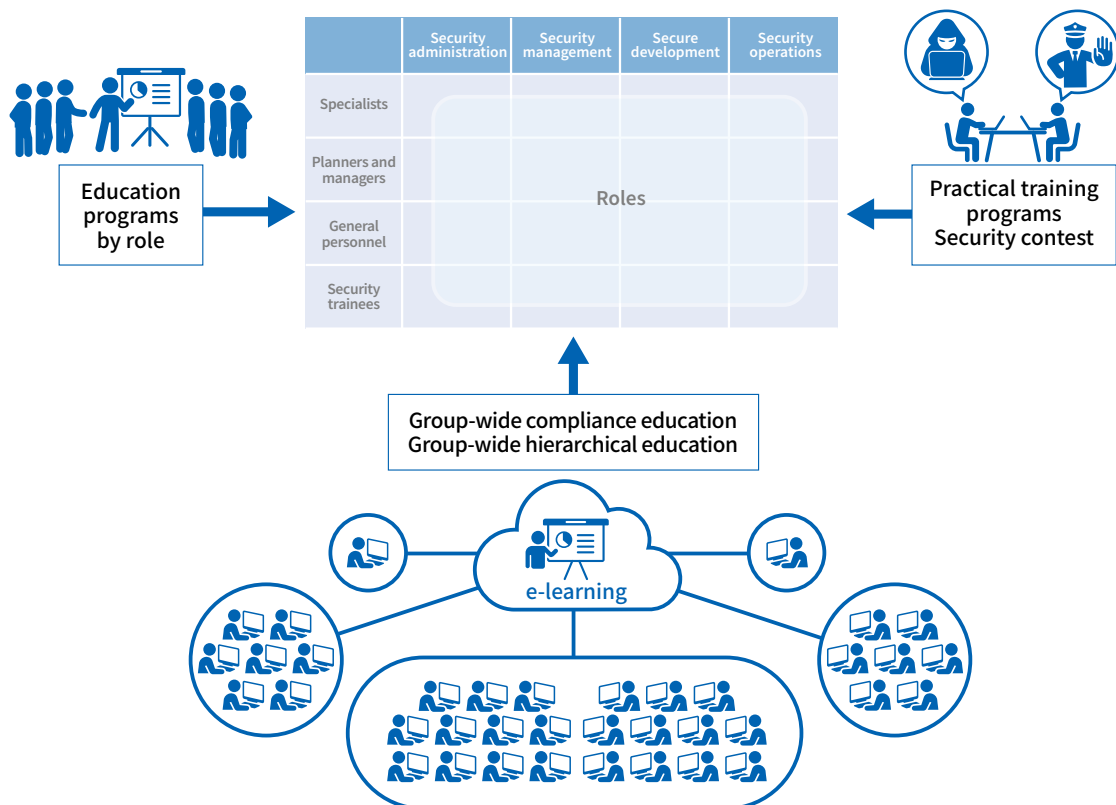 Security
administration
Security
management
Secure
development
Security
operations
Specialists
Planners and
managers
General
personnel
Security
trainees
Roles
Education
programs
by role
Practical training
programs
Security contest
Group-wide compliance education
Group-wide hierarchical education
e-learning